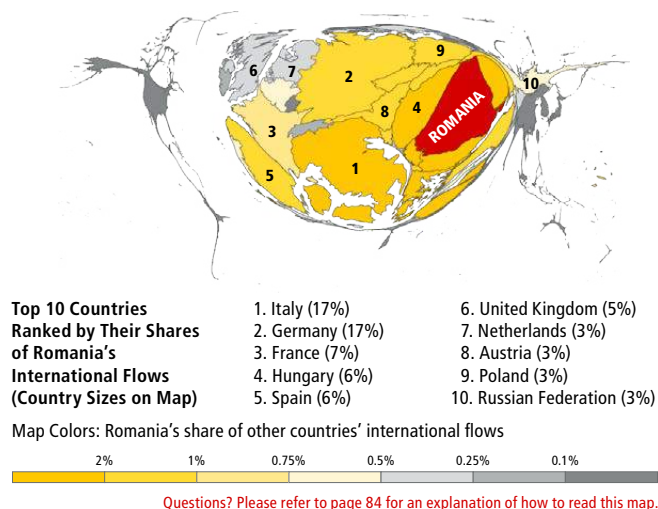 6
7
2
9
10
4
8
3
5
1
ROMANIA
Top 10 Countries
Ranked by Their Shares
of Romania's
International Flows
(Country Sizes on Map)
1. Italy (17%)
2. Germany (17%)
3. France (7%)
4. Hungary (6%)
5. Spain (6%)
6. United Kingdom (5%)
7. Netherlands (3%)
8. Austria (3%)
9. Poland (3%)
10. Russian Federation (3%)
Map Colors: Romania's share of other countries' international flows
2% 1% 0.75% 0.5% 0.25% 0.1%
Questions? Please refer to page 84 for an explanation of how to read this map.